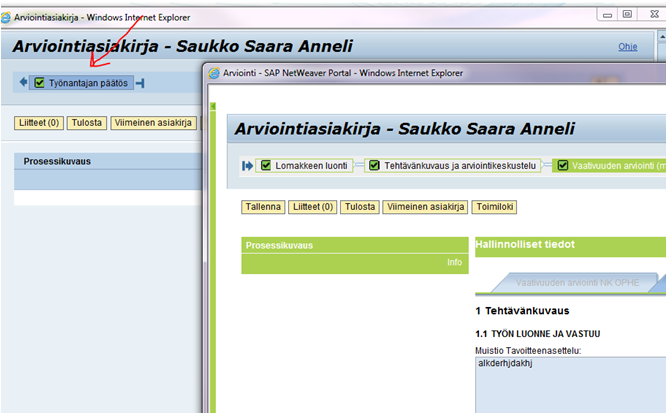 Arviointiasiakirja - Windows Internet Explorer
Arviointiasiakirja - Saukko Saara Anneli
Ohje
Työnantajan päätös
Liitteet (0) Tulosta Viimeinen asiakirja
Prosessikuvaus
Arviointi - SAP NetWeaver Portal - Windows Internet Explorer
Arviointiasiakirja - Saukko Saara Anneli
Lomakkeen luonti Tehtävänkuvaus ja arviointikeskustelu Vaativuuden arviointi (m
Tallenna Liitteet (0) Tulosta Viimeinen asiakirja Toimiloki
Prosessikuvaus
Info
Hallinnolliset tiedot
Vaativuuden arviointi NK OPHE
1 Tehtävänkuvaus
1.1 TYÖN LUONNE JA VASTUU
Muistio Tavoitteenasettelu:
alkderhjdakhj